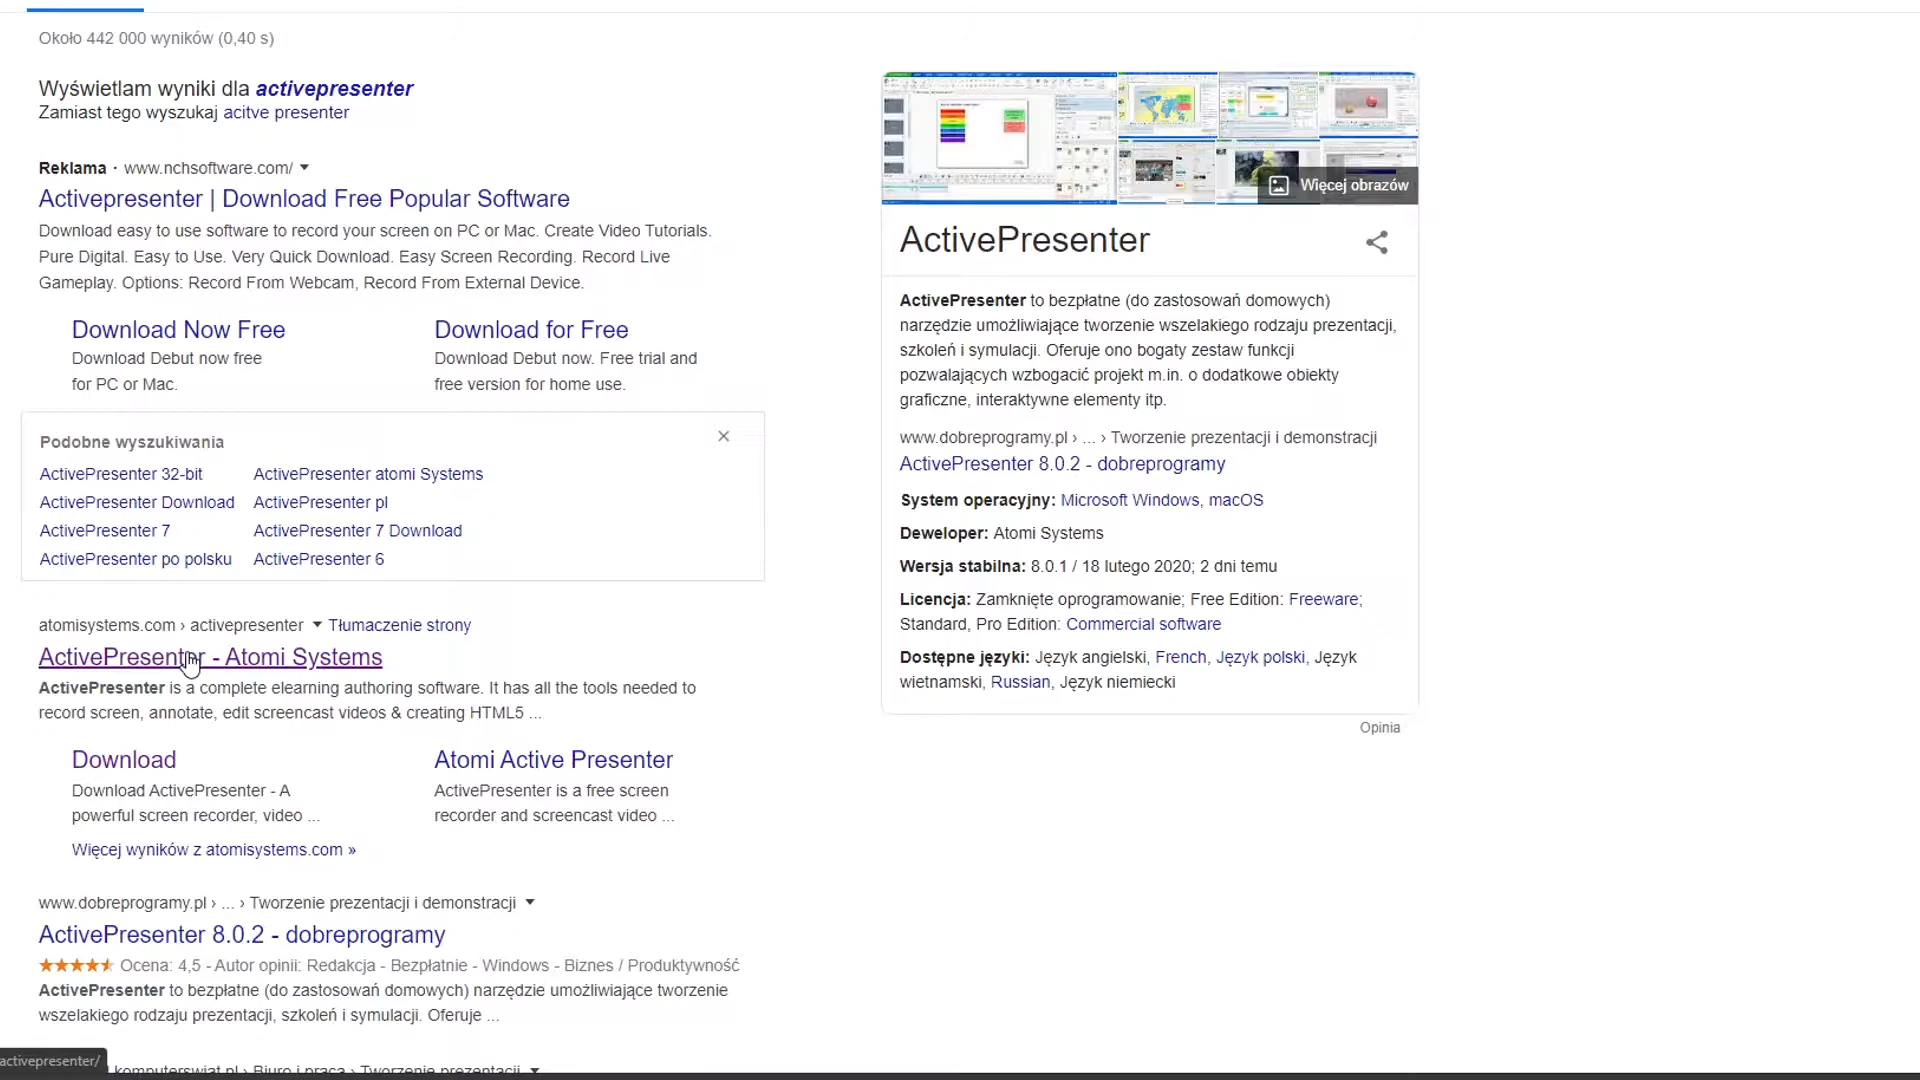 Około 442 000 wyników (0,40 s)
Wyświetlam wyniki dla activepresenter
Zamiast tego wyszukaj acitve presenter
Reklama · www.nchsoftware.com/
Activepresenter | Download Free Popular Software
Download easy to use software to record your screen on PC or Mac. Create Video Tutorials.
Pure Digital. Easy to Use. Very Quick Download. Easy Screen Recording. Record Live
Gameplay. Options: Record From Webcam, Record From External Device.
Download Now Free
Download Debut now free
for PC or Mac.
Download for Free
Download Debut now. Free trial and
free version for home use.
Podobne wyszukiwania
ActivePresenter 32-bit
ActivePresenter atomi Systems
ActivePresenter Download
ActivePresenter pl
ActivePresenter 7
ActivePresenter 7 Download
ActivePresenter po polsku
ActivePresenter 6
atomisystems.com › activepresenter
Tłumaczenie strony
ActivePresenter - Atomi Systems
ActivePresenter is a complete elearning authoring software. It has all the tools needed to
record screen, annotate, edit screencast videos & creating HTML5 ...
Download
Download ActivePresenter - A
powerful screen recorder, video ...
Atomi Active Presenter
ActivePresenter is a free screen
recorder and screencast video ...
Więcej wyników z atomisystems.com »
www.dobreprogramy.pl › ... › Tworzenie prezentacji i demonstracji
ActivePresenter 8.0.2 - dobreprogramy
Ocena: 4,5 - Autor opinii: Redakcja - Bezpłatnie - Windows - Biznes / Produktywność
ActivePresenter to bezpłatne (do zastosowań domowych) narzędzie umożliwiające tworzenie
wszelakiego rodzaju prezentacji, szkoleń i symulacji. Oferuje ...
activepresenter/
komputerswiat.pl › Biuro i praca › Tworzenie prezentacji
Więcej obrazów
ActivePresenter
ActivePresenter to bezpłatne (do zastosowań domowych)
narzędzie umożliwiające tworzenie wszelakiego rodzaju prezentacji,
szkoleń i symulacji. Oferuje ono bogaty zestaw funkcji
pozwalających wzbogacić projekt m.in. o dodatkowe obiekty
graficzne, interaktywne elementy itp.
www.dobreprogramy.pl › ... › Tworzenie prezentacji i demonstracji
ActivePresenter 8.0.2 - dobreprogramy
System operacyjny: Microsoft Windows, macOS
Deweloper: Atomi Systems
Wersja stabilna: 8.0.1 / 18 lutego 2020; 2 dni temu
Licencja: Zamknięte oprogramowanie; Free Edition: Freeware;
Standard, Pro Edition: Commercial software
Dostępne języki: Język angielski, French, Język polski, Język
wietnamski, Russian, Język niemiecki
Opinia